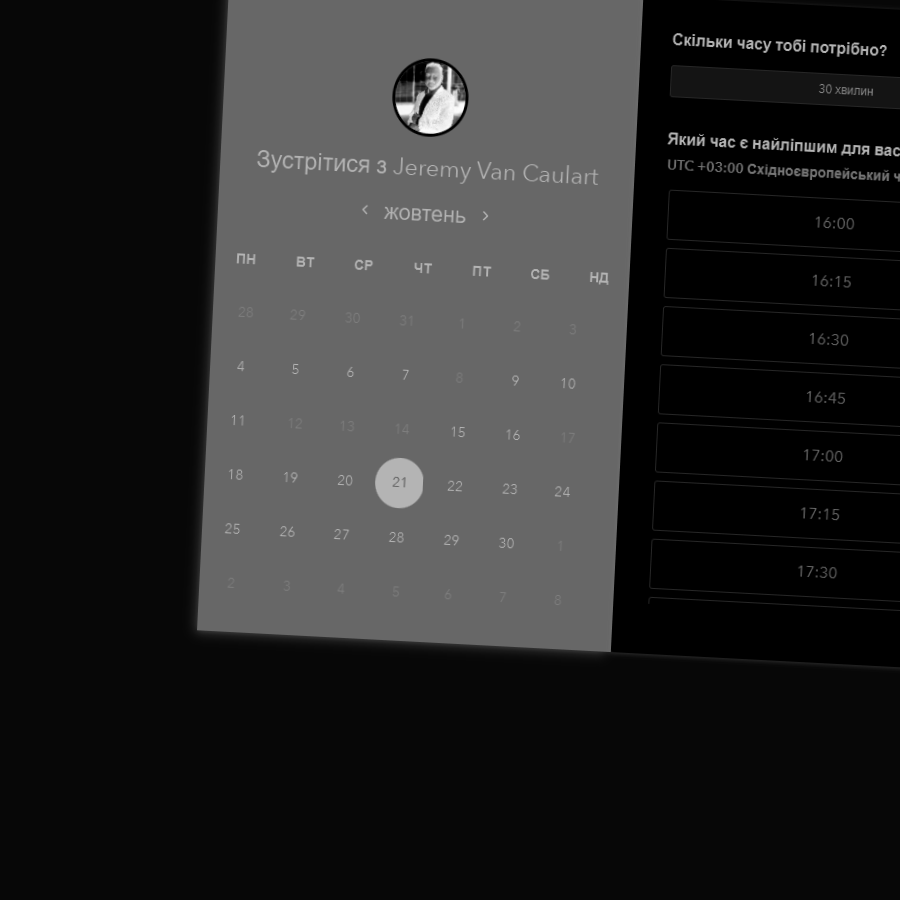 Зустрітися з Jeremy Van Caulart
‹ жовтень ›
ПН ВТ СР ЧТ ПТ СБ НД
28 29 30 31 1 2 3
4 5 6 7 8 9 10
11 12 13 14 15 16 17
18 19 20 21 22 23 24
25 26 27 28 29 30 1
2 3 4 5 6 7 8
Скільки часу тобі потрібно?
30 хвилин
Який час є найліпшим для вас
UTC +03:00 Східноєвропейський ч
16:00
16:15
16:30
16:45
17:00
17:15
17:30